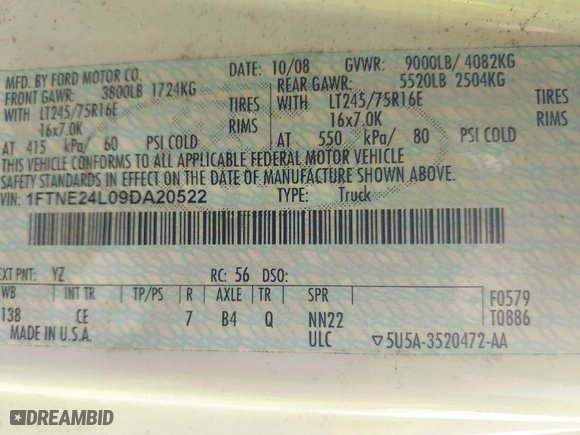 MFD. BY FORD MOTOR CO.
DATE: 10/08 GVWR: 9000LB/ 4082KG
FRONT GAWR: 3800LB 1724KG
REAR GAWR: 5520LB 2504KG
WITH LT245/75R16E TIRES
WITH LT245/75R16E TIRES
16x7.0K RIMS
16x7.0K RIMS
AT 415 kPa/ 60 PSI COLD
AT 550 kPa/ 80 PSI COLD
THIS VEHICLE CONFORMS TO ALL APPLICABLE FEDERAL MOTOR VEHICLE
SAFETY STANDARDS IN EFFECT ON THE DATE OF MANUFACTURE SHOWN ABOVE.
VIN: 1FTNE24L09DA20522 TYPE: Truck
EXT PNT: YZ RC: 56 DSO:
WB INT TR TP/PS R AXLE TR SPR F0579
138 CE 7 B4 Q NN22 T0886
MADE IN U.S.A. ULC ▽5U5A-3520472-AA
DREAMBID